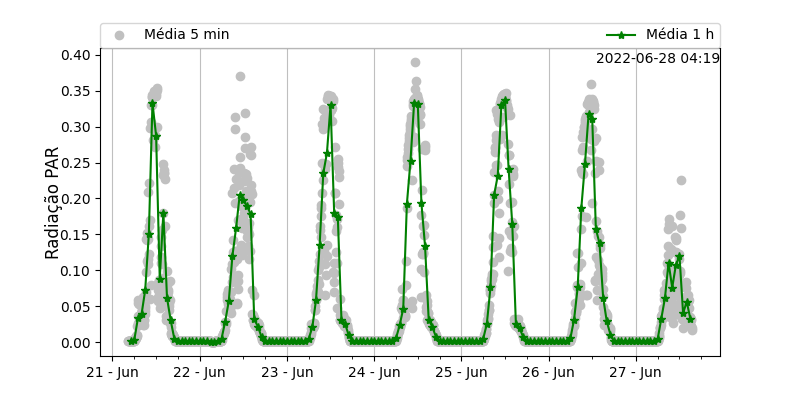 Média 5 min
Média 1 h
2022-06-28 04:19
Radiação PAR
0.40
0.35
0.30
0.25
0.20
0.15
0.10
0.05
0.00
21 - Jun
22 - Jun
23 - Jun
24 - Jun
25 - Jun
26 - Jun
27 - Jun